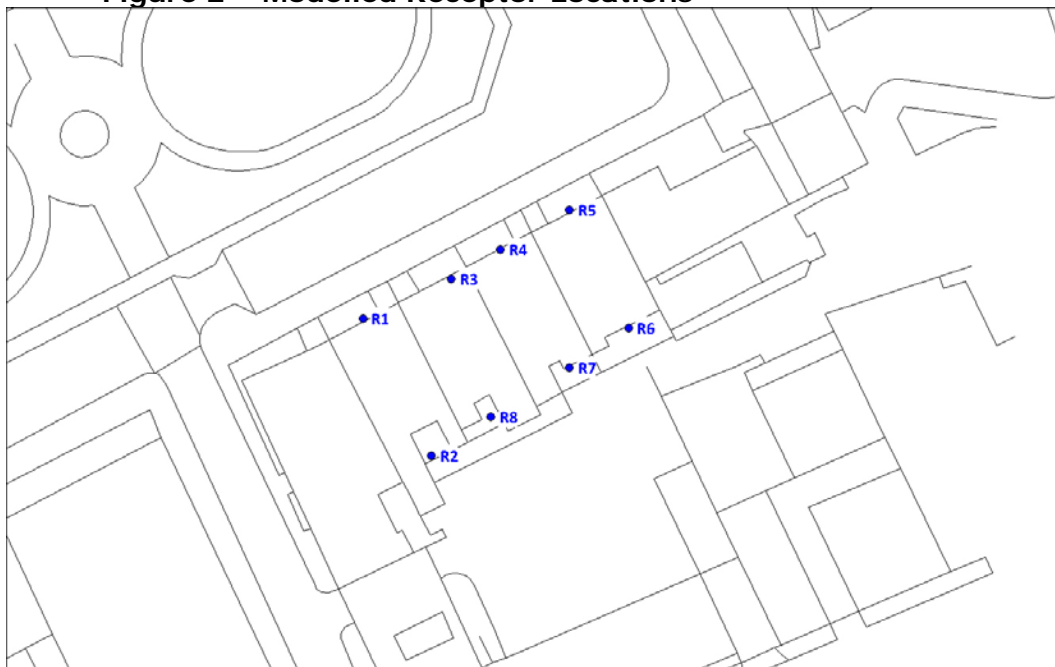 Figure 2 – Modelled Receptor Locations
R5
R4
R3
R1
R6
R7
R8
R2